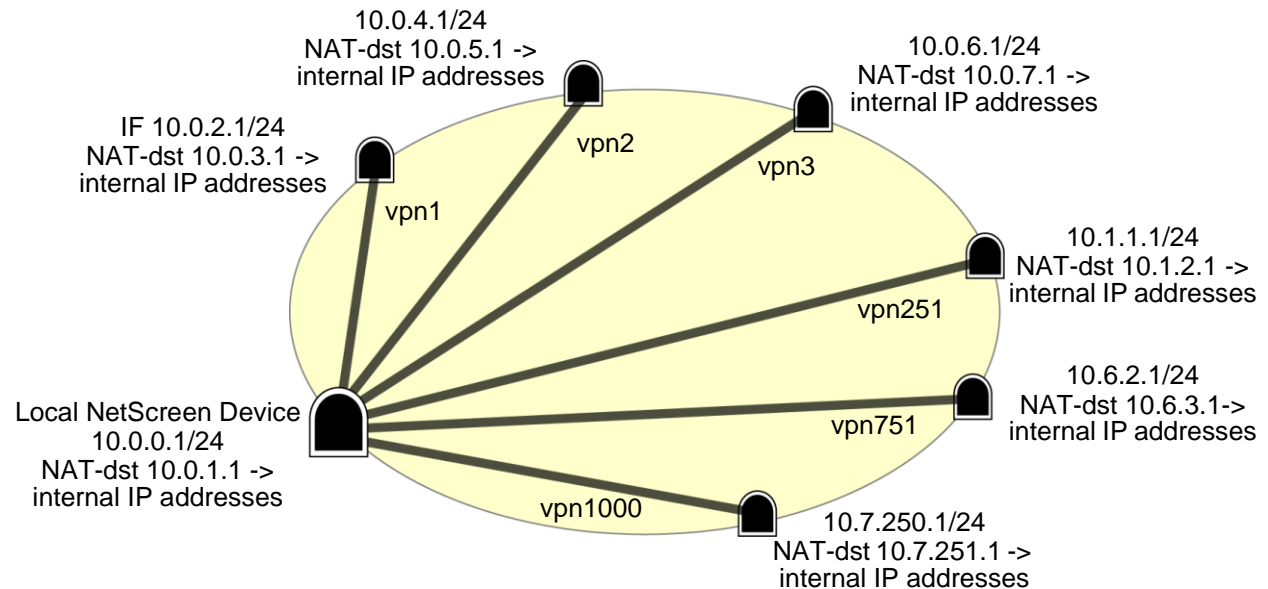 10.0.4.1/24
NAT-dst 10.0.5.1 ->
internal IP addresses
10.0.6.1/24
NAT-dst 10.0.7.1 ->
internal IP addresses
IF 10.0.2.1/24
NAT-dst 10.0.3.1 ->
internal IP addresses
vpn2
vpn3
vpn1
10.1.1.1/24
NAT-dst 10.1.2.1 ->
internal IP addresses
vpn251
10.6.2.1/24
NAT-dst 10.6.3.1->
internal IP addresses
vpn751
Local NetScreen Device
10.0.0.1/24
NAT-dst 10.0.1.1 ->
internal IP addresses
vpn1000
10.7.250.1/24
NAT-dst 10.7.251.1 ->
internal IP addresses